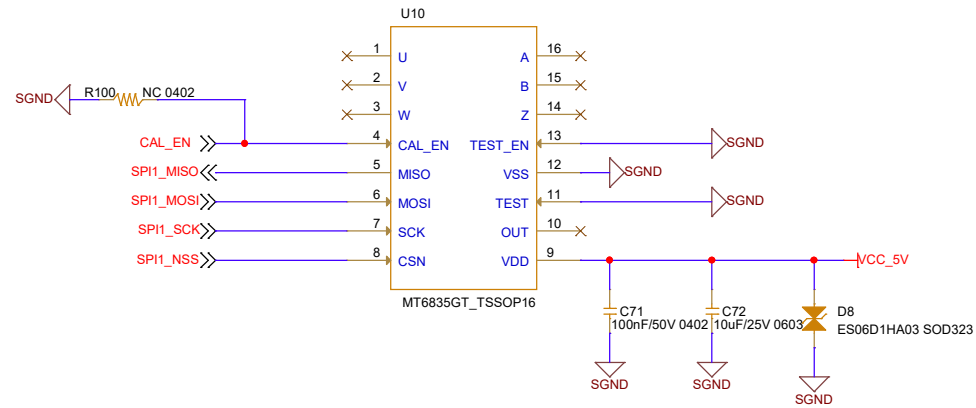 U10
1 U A 16
2 V B 15
R100 NC 0402
SGND
3 W Z 14
CAL_EN 4 CAL_EN TEST_EN 13 SGND
SPI1_MISO 5 MISO VSS 12 SGND
SPI1_MOSI 6 MOSI TEST 11 SGND
SPI1_SCK 7 SCK OUT 10
SPI1_NSS 8 CSN VDD 9 VCC_5V
MT6835GT_TSSOP16
C71 C72 D8
100nF/50V 0402 10uF/25V 0603 ES06D1HA03 SOD323
SGND SGND SGND